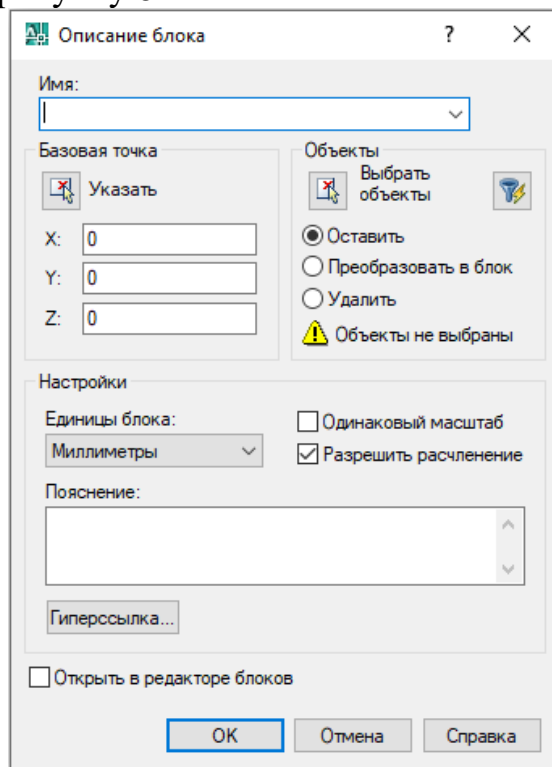 Описание блока ? ✕
Имя:
Базовая точка
Указать
X: 0
Y: 0
Z: 0
Объекты
Выбрать
объекты
Оставить
Преобразовать в блок
Удалить
Объекты не выбраны
Настройки
Единицы блока:
Миллиметры
Одинаковый масштаб
Разрешить расчленение
Пояснение:
Гиперссылка...
Открыть в редакторе блоков
OK
Отмена
Справка